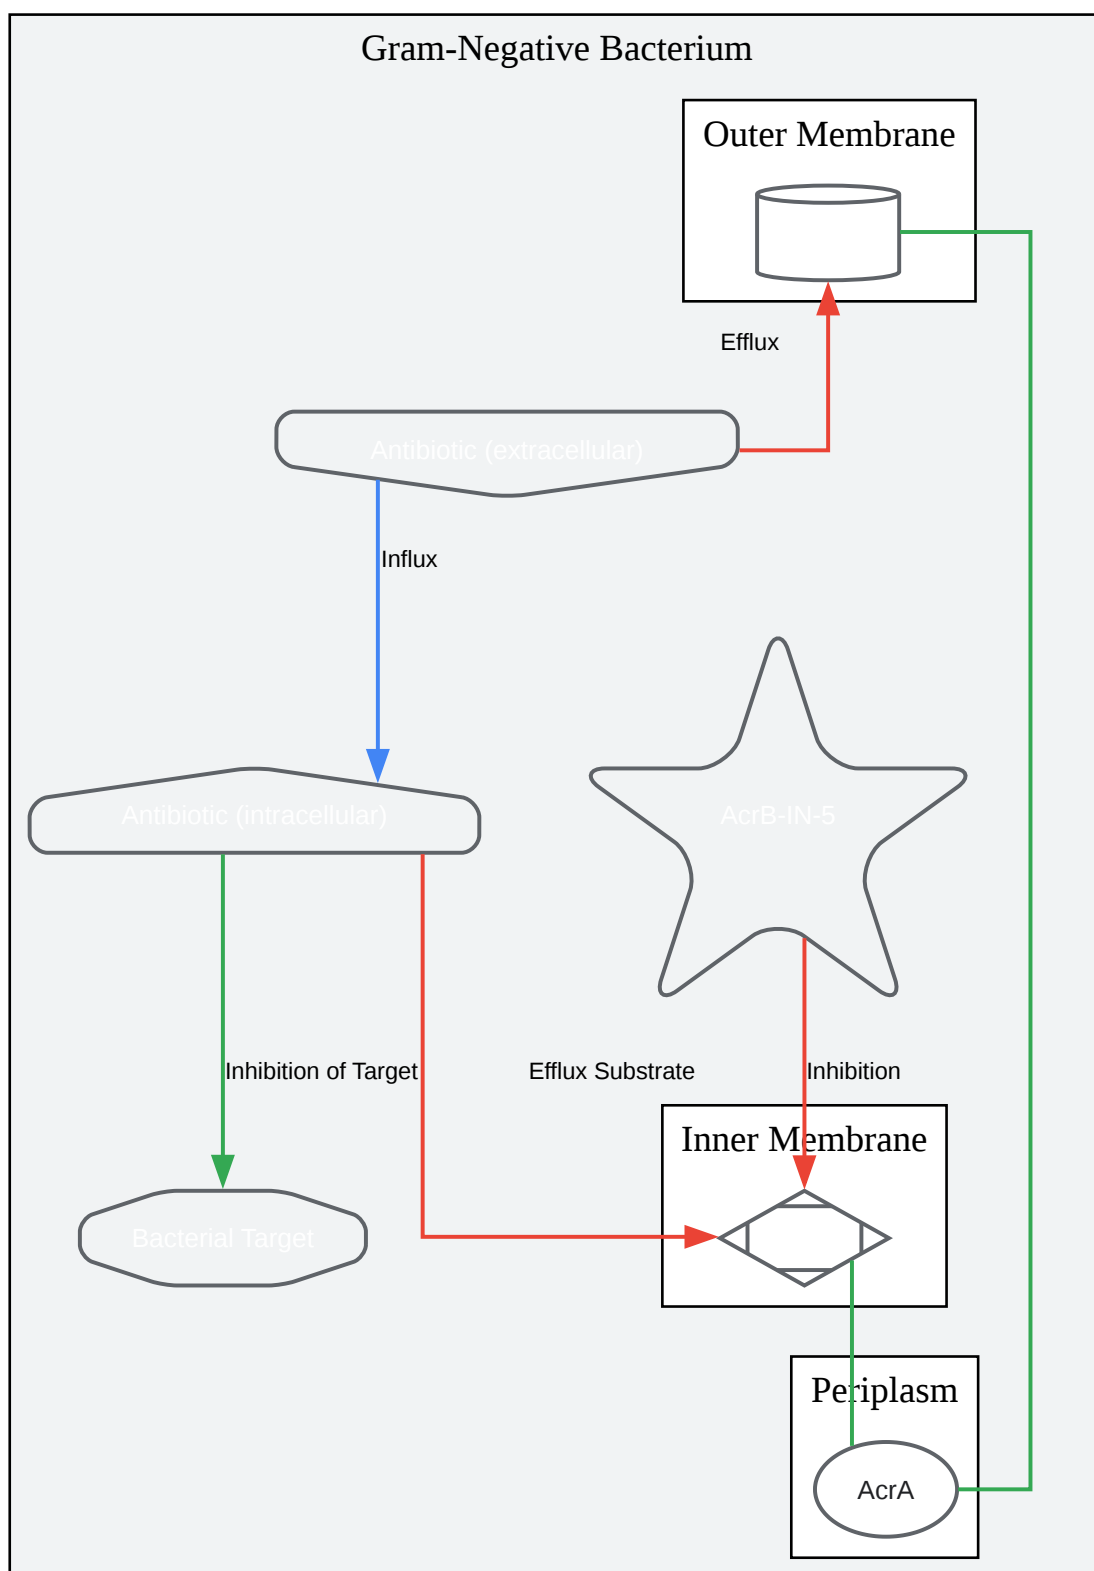 Gram-Negative Bacterium
Outer Membrane
Efflux
Antibiotic (extracellular)
Influx
Antibiotic (intracellular)
AcrB-IN-5
Inhibition of Target
Efflux Substrate
Inhibition
Inner Membrane
Bacterial Target
Periplasm
AcrA